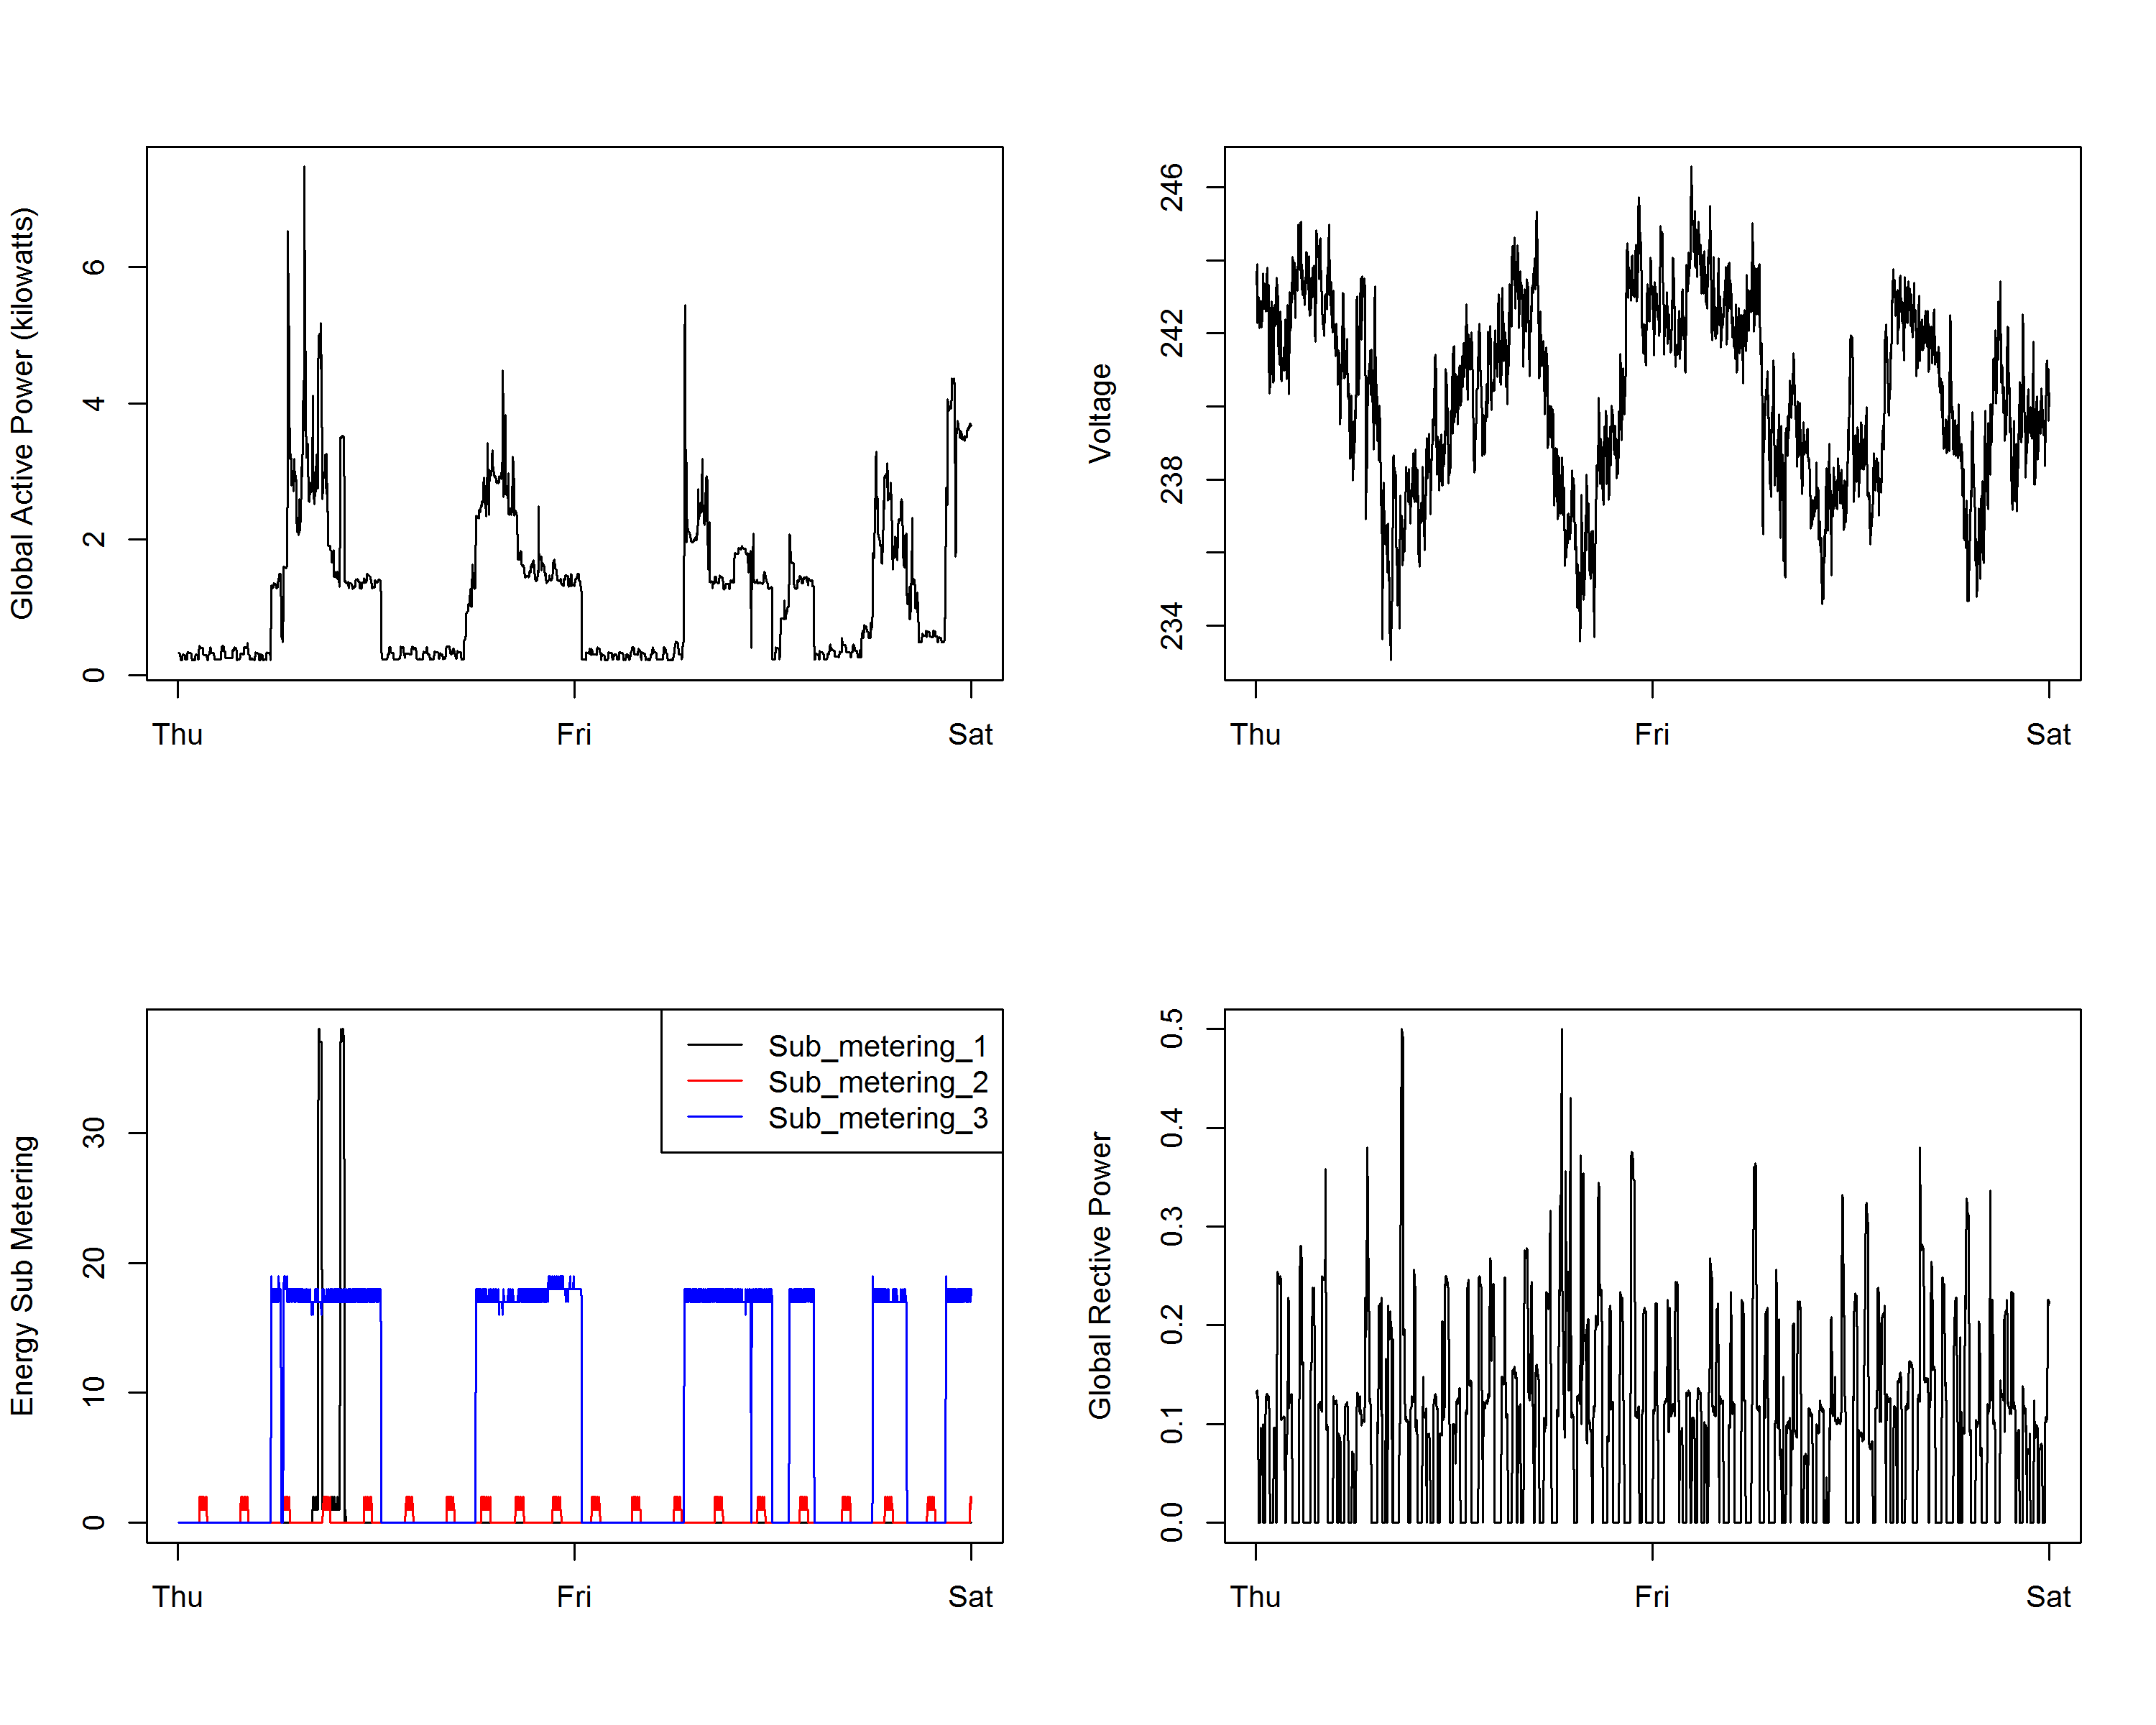 Global Active Power (kilowatts)
0
2
4
6
Thu
Fri
Sat
Voltage
234
238
242
246
Thu
Fri
Sat
Energy Sub Metering
0
10
20
30
Sub_metering_1
Sub_metering_2
Sub_metering_3
Thu
Fri
Sat
Global Rective Power
0.0
0.1
0.2
0.3
0.4
0.5
Thu
Fri
Sat